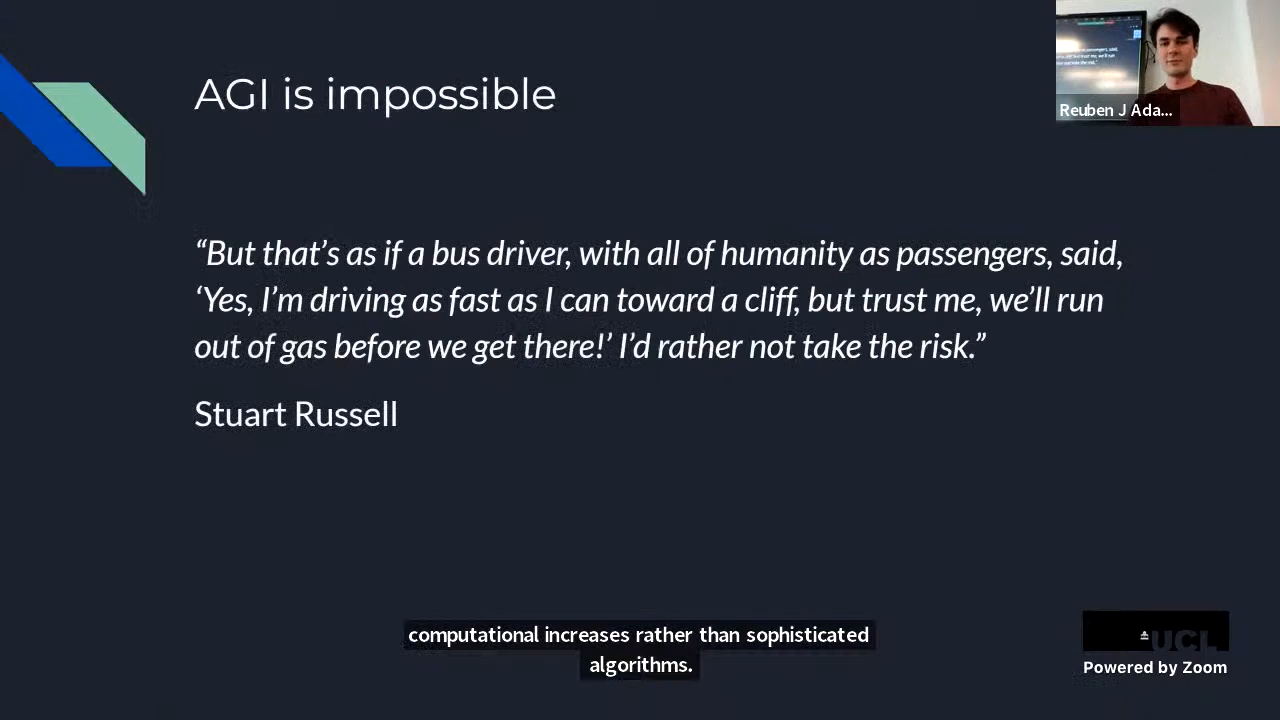 AGI is impossible
Reuben J Ada...
“But that’s as if a bus driver, with all of humanity as passengers, said,
‘Yes, I’m driving as fast as I can toward a cliff, but trust me, we’ll run
out of gas before we get there!’ I’d rather not take the risk.”
Stuart Russell
computational increases rather than sophisticated
algorithms.
UCL
Powered by Zoom